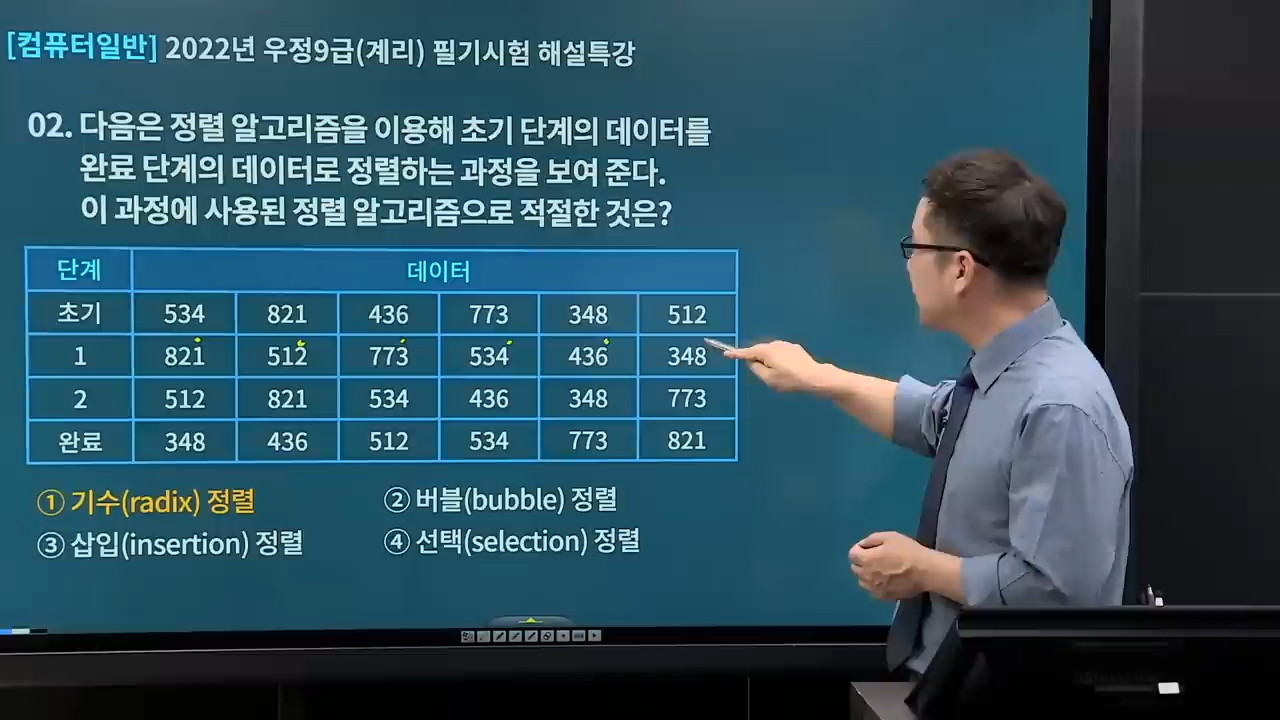 [컴퓨터일반] 2022년 우정9급(계리) 필기시험 해설특강
02. 다음은 정렬 알고리즘을 이용해 초기 단계의 데이터를
완료 단계의 데이터로 정렬하는 과정을 보여 준다.
이 과정에 사용된 정렬 알고리즘으로 적절한 것은?
단계 데이터
초기 534 821 436 773 348 512
1 821 512 773 534 436 348
2 512 821 534 436 348 773
완료 348 436 512 534 773 821
① 기수(radix) 정렬 ② 버블(bubble) 정렬
③ 삽입(insertion) 정렬 ④ 선택(selection) 정렬